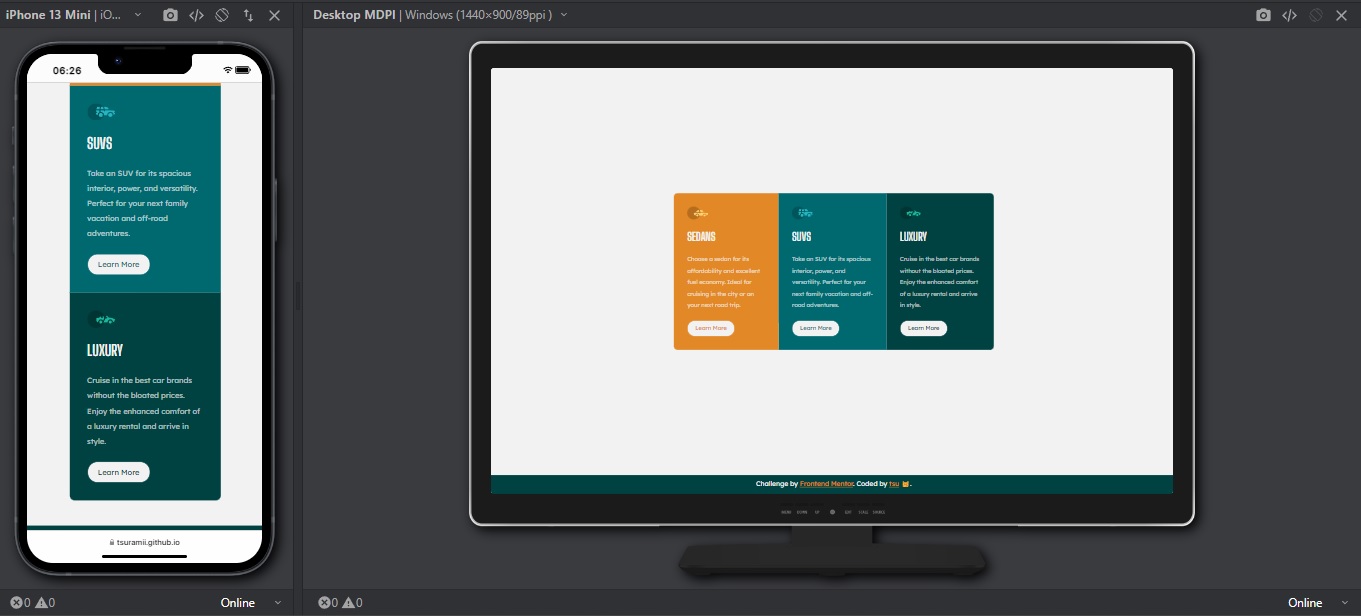 iPhone 13 Mini | iO...
Desktop MDPI | Windows (1440×900/89ppi )
06:26
SUVS
Take an SUV for its spacious
interior, power, and versatility.
Perfect for your next family
vacation and off-road
adventures.
Learn More
LUXURY
Cruise in the best car brands
without the bloated prices.
Enjoy the enhanced comfort of
a luxury rental and arrive in
style.
Learn More
tsuramii.github.io
0 0
Online
SEDANS
Choose a sedan for its
affordability and excellent
fuel economy. Ideal for
cruising in the city or on
your next road trip.
Learn More
SUVS
Take an SUV for its spacious
interior, power, and
versatility. Perfect for your
next family vacation and off-
road adventures.
Learn More
LUXURY
Cruise in the best car brands
without the bloated prices.
Enjoy the enhanced comfort
of a luxury rental and arrive
in style.
Learn More
Challenge by Frontend Mentor. Coded by tsu 🐱.
0 0
Online